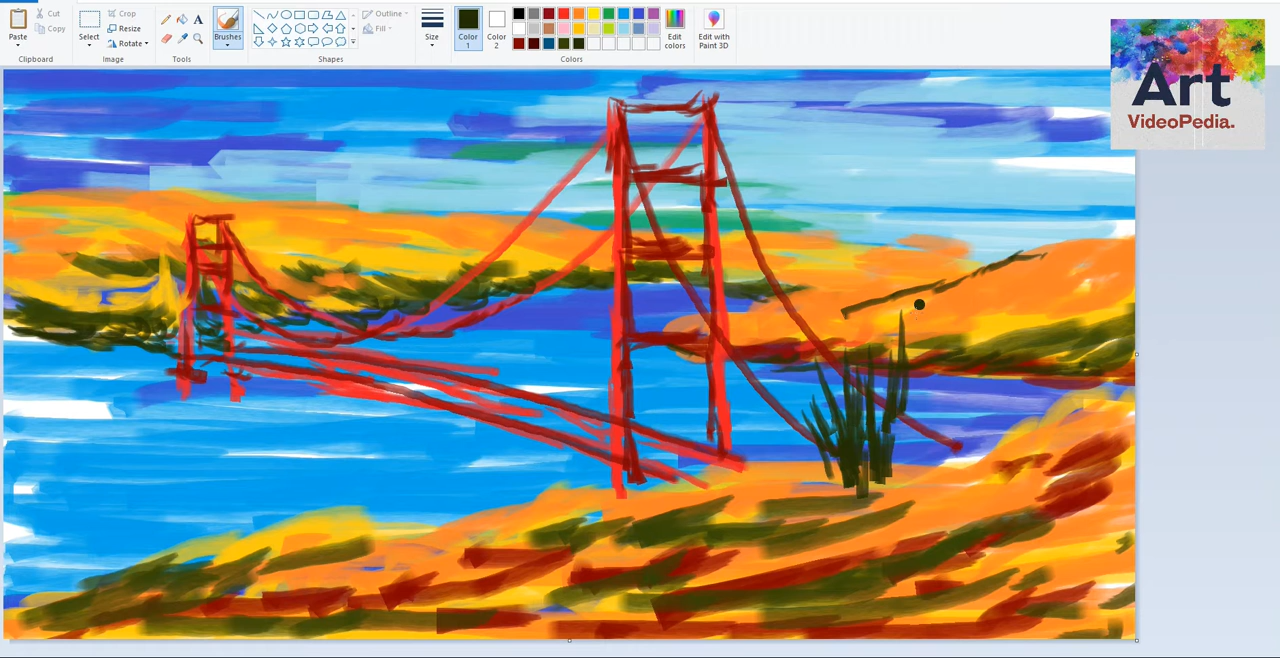 Paste
Cut
Copy
Clipboard
Select
Crop
Resize
Rotate
Image
A
Tools
Brushes
Shapes
Outline
Fill
Size
Color
1
Color
2
Colors
Edit
colors
Edit with
Paint 3D
Art
VideoPedia.